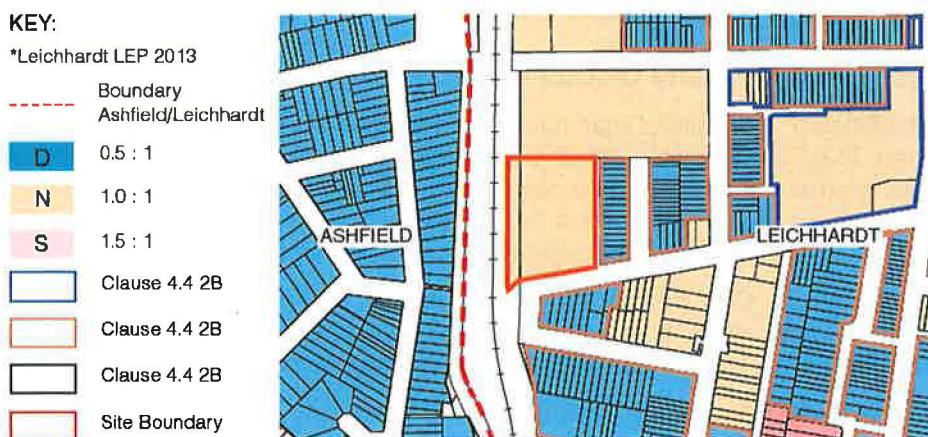 KEY:
*Leichhardt LEP 2013
Boundary
Ashfield/Leichhardt
D 0.5 : 1
N 1.0 : 1
S 1.5 : 1
Clause 4.4 2B
Clause 4.4 2B
Clause 4.4 2B
Site Boundary
ASHFIELD
LEICHHARDT